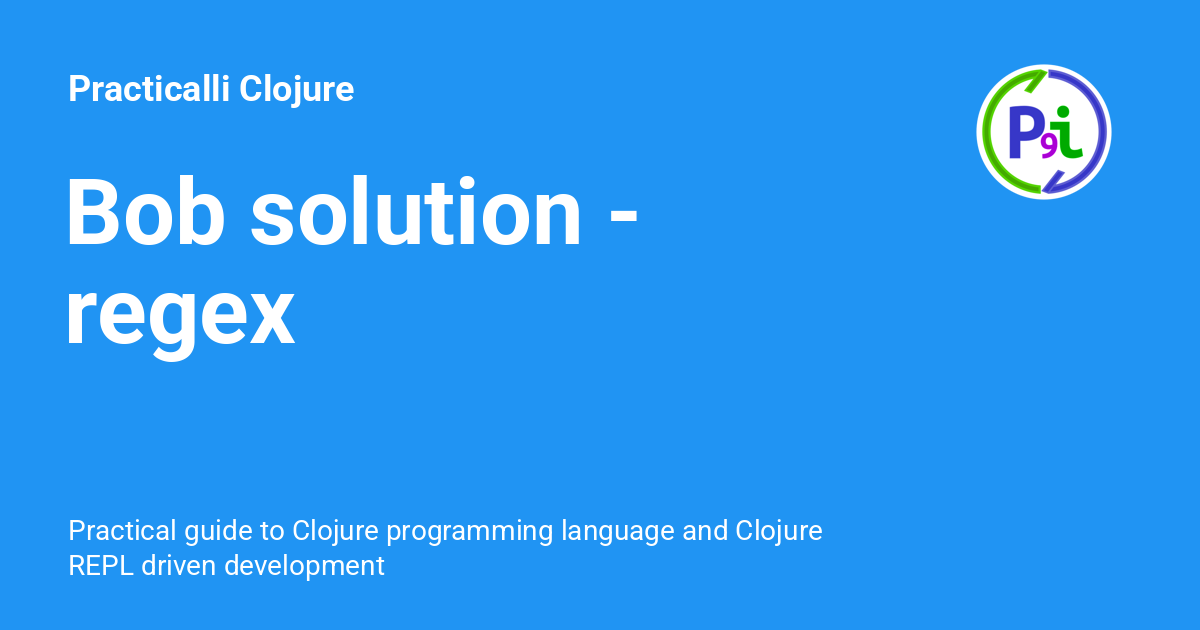 Practicalli Clojure
P9i
Bob solution -
regex
Practical guide to Clojure programming language and Clojure
REPL driven development